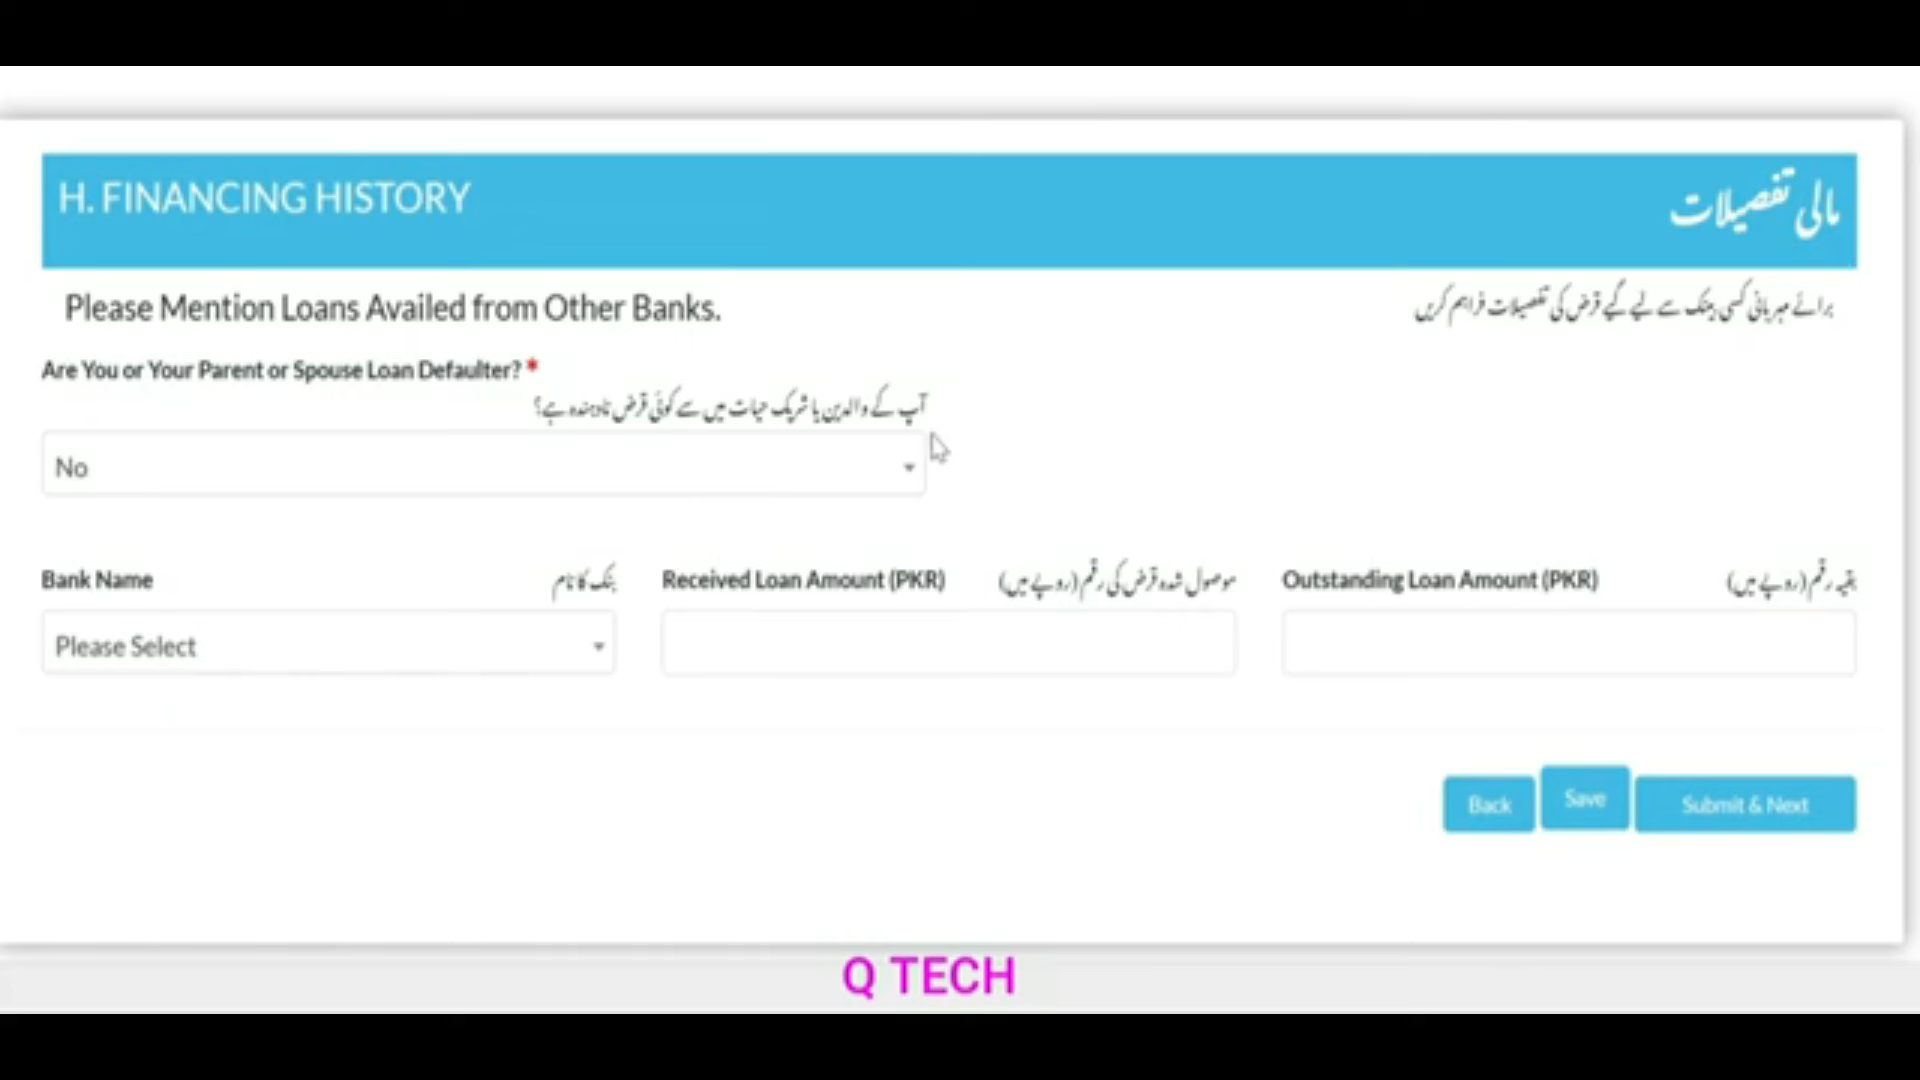 H. FINANCING HISTORY
مالی تفصیلات
Please Mention Loans Availed from Other Banks.
برائے مہربانی کسی بینک سے لیے گئے قرض کی تفصیلات فراہم کریں
Are You or Your Parent or Spouse Loan Defaulter? *
آپ کے والدین یا شریک حیات میں سے کوئی قرض نادہندہ ہے؟
No
Bank Name
بنک کا نام
Received Loan Amount (PKR)
موصول شدہ قرض کی رقم (روپے میں)
Outstanding Loan Amount (PKR)
بقیہ رقم (روپے میں)
Please Select
Back
Save
Submit & Next
Q TECH